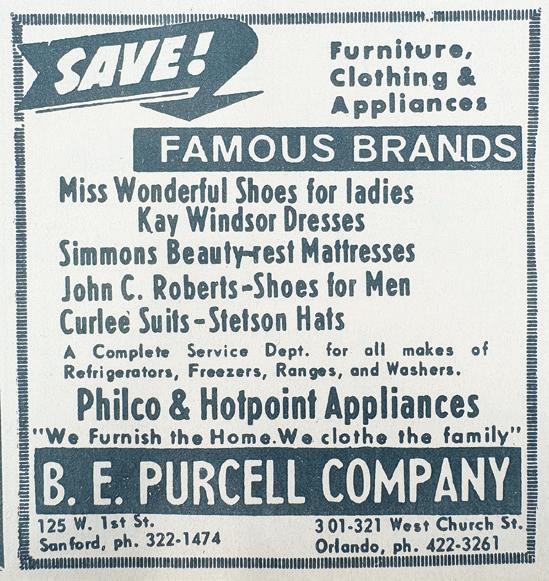 SAVE!
Furniture,
Clothing &
Appliances
FAMOUS BRANDS
Miss Wonderful Shoes for ladies
Kay Windsor Dresses
Simmons Beauty-rest Mattresses
John C. Roberts-Shoes for Men
Curlee Suits-Stetson Hats
A Complete Service Dept. for all makes of
Refrigerators, Freezers, Ranges, and Washers.
Philco & Hotpoint Appliances
"We Furnish the Home. We clothe the family"
B. E. PURCELL COMPANY
125 W. 1st St.
Sanford, ph. 322-1474
301-321 West Church St.
Orlando, ph. 422-3261